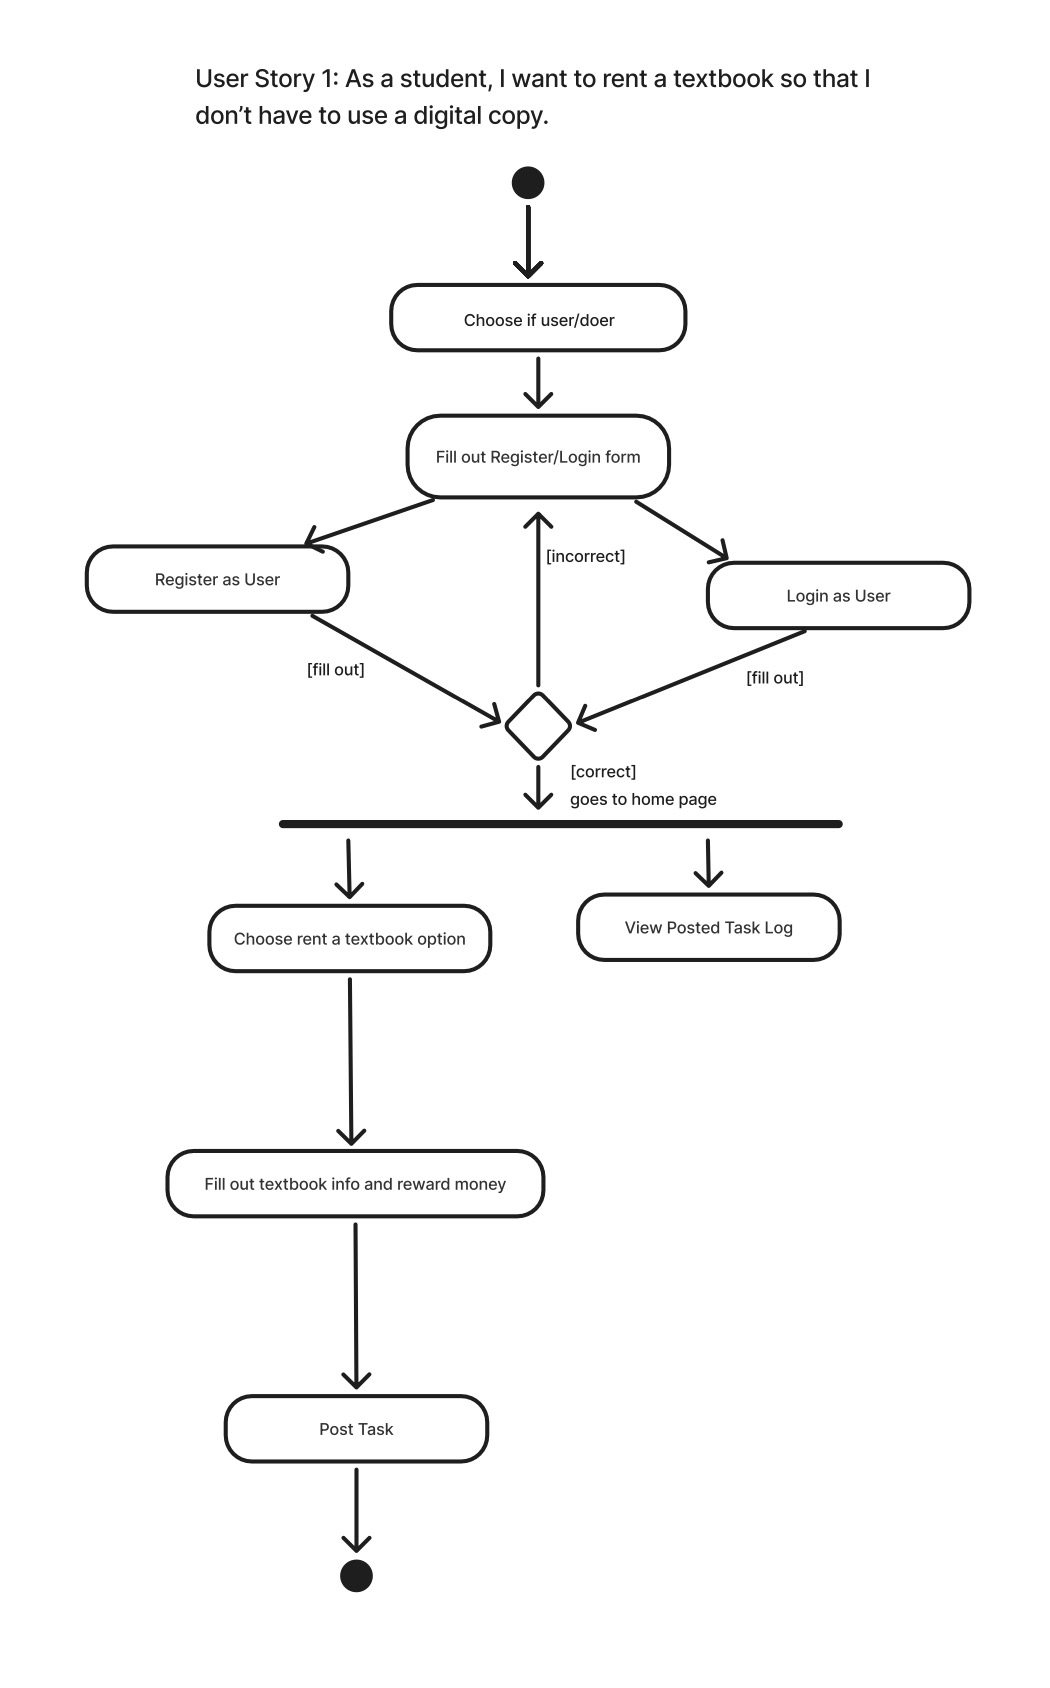 User Story 1: As a student, I want to rent a textbook so that I
don’t have to use a digital copy.
Choose if user/doer
Fill out Register/Login form
[incorrect]
Register as User
Login as User
[fill out]
[fill out]
[correct]
goes to home page
Choose rent a textbook option
View Posted Task Log
Fill out textbook info and reward money
Post Task